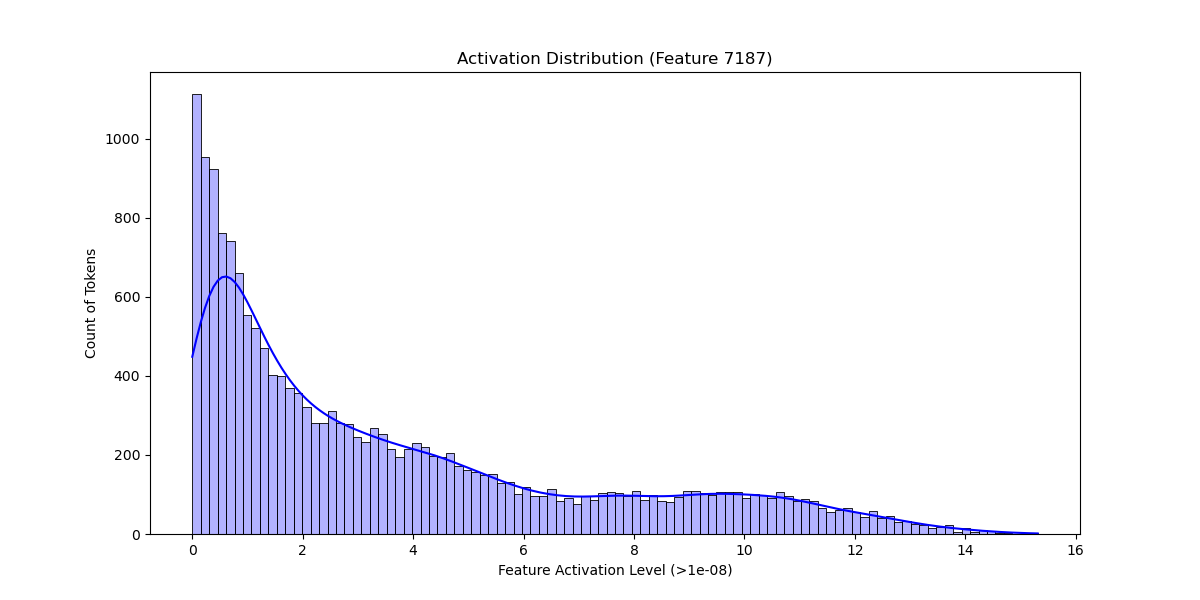 Activation Distribution (Feature 7187)
1000
800
600
400
200
0
Count of Tokens
0 2 4 6 8 10 12 14 16
Feature Activation Level (>1e-08)